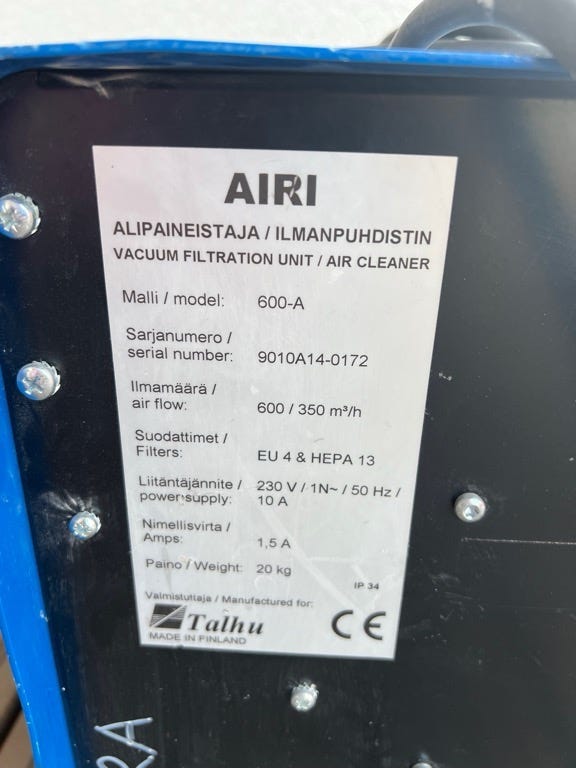 AIRI
ALIPAINEISTAJA / ILMANPUHDISTIN
VACUUM FILTRATION UNIT / AIR CLEANER
Malli / model: 600-A
Sarjanumero /
serial number: 9010A14-0172
Ilmamäärä /
air flow: 600 / 350 m³/h
Suodattimet /
Filters: EU 4 & HEPA 13
Liitäntäjännite / 230 V / 1N~ / 50 Hz /
powersupply: 10 A
Nimellisvirta /
Amps: 1,5 A
Paino / Weight: 20 kg
IP 34
Valmistuttaja / Manufactured for:
Talhu CE
MADE IN FINLAND